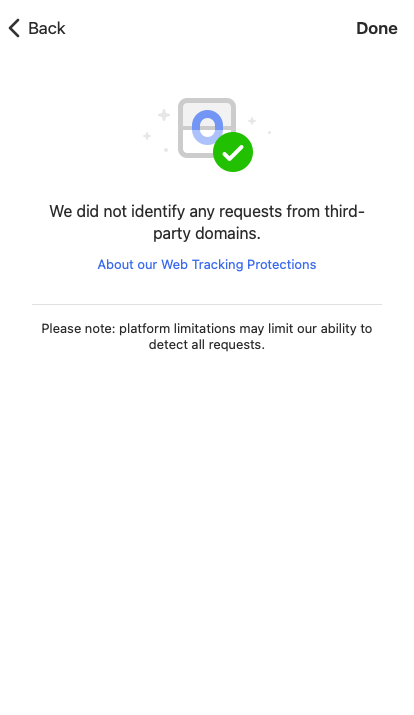 Back
Done
We did not identify any requests from third-
party domains.
About our Web Tracking Protections
Please note: platform limitations may limit our ability to
detect all requests.